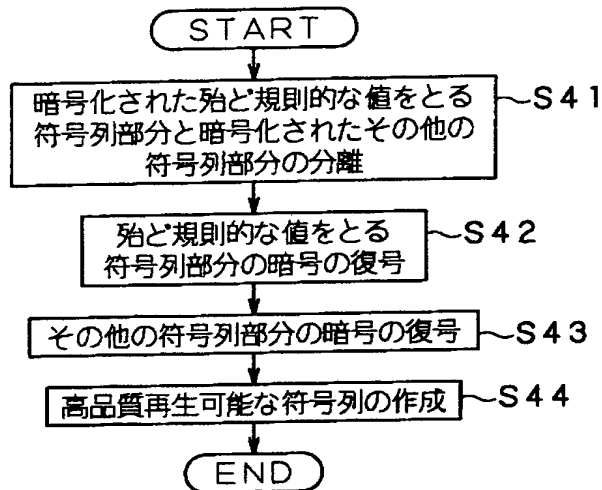 START
暗号化された殆ど規則的な値をとる
符号列部分と暗号化されたその他の
符号列部分の分離
S41
殆ど規則的な値をとる
符号列部分の暗号の復号
S42
その他の符号列部分の暗号の復号
S43
高品質再生可能な符号列の作成
S44
END